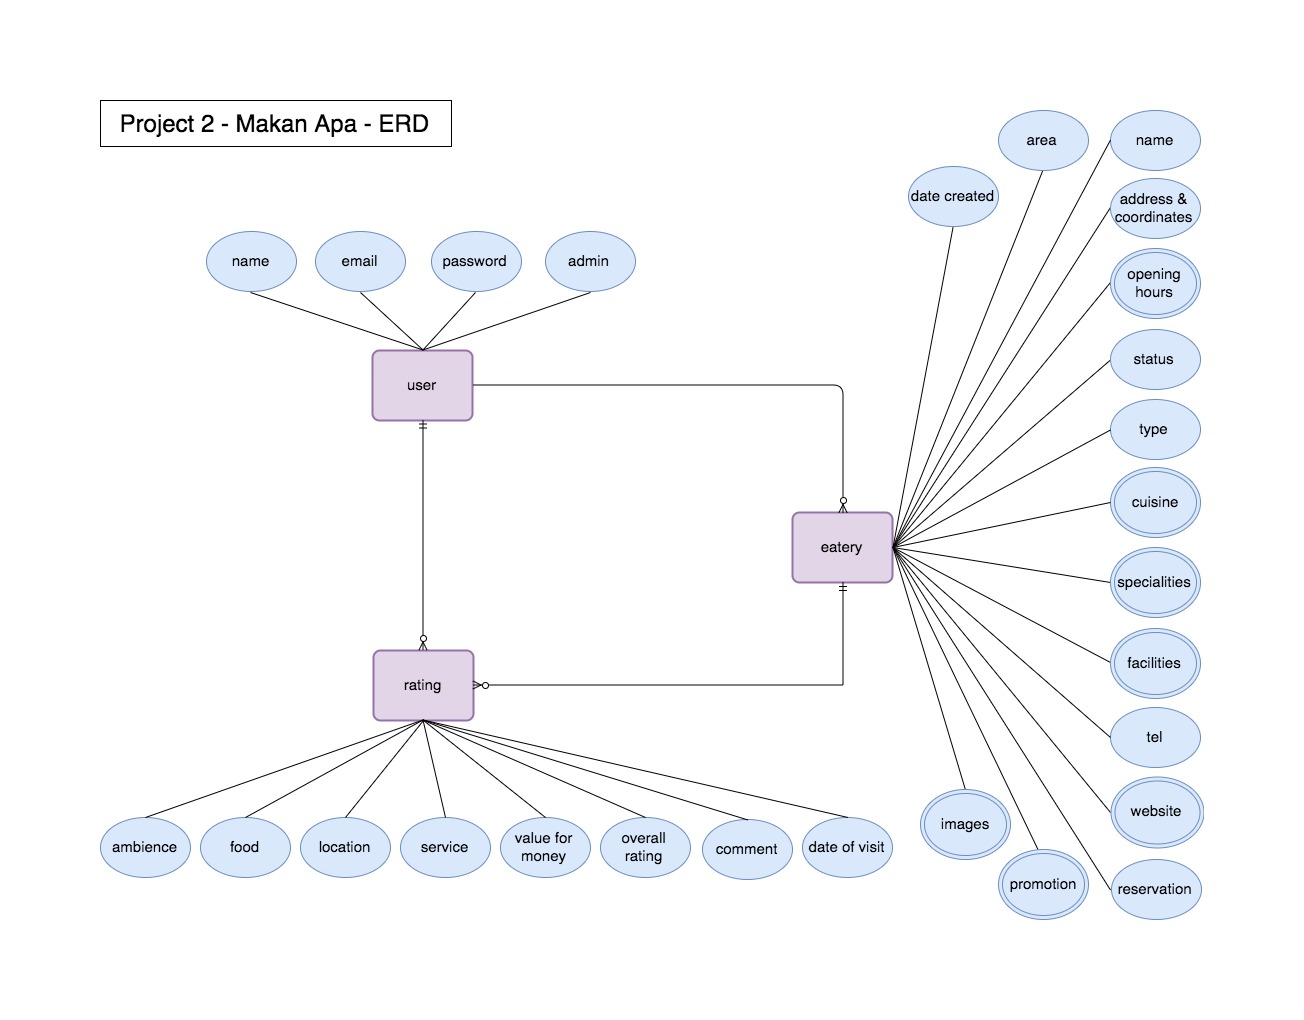 Project 2 - Makan Apa - ERD
area
name
date created
address &
coordinates
name
email
password
admin
opening
hours
status
user
type
cuisine
eatery
specialities
facilities
rating
tel
website
images
ambience
food
location
service
value for
money
overall
rating
comment
date of visit
promotion
reservation